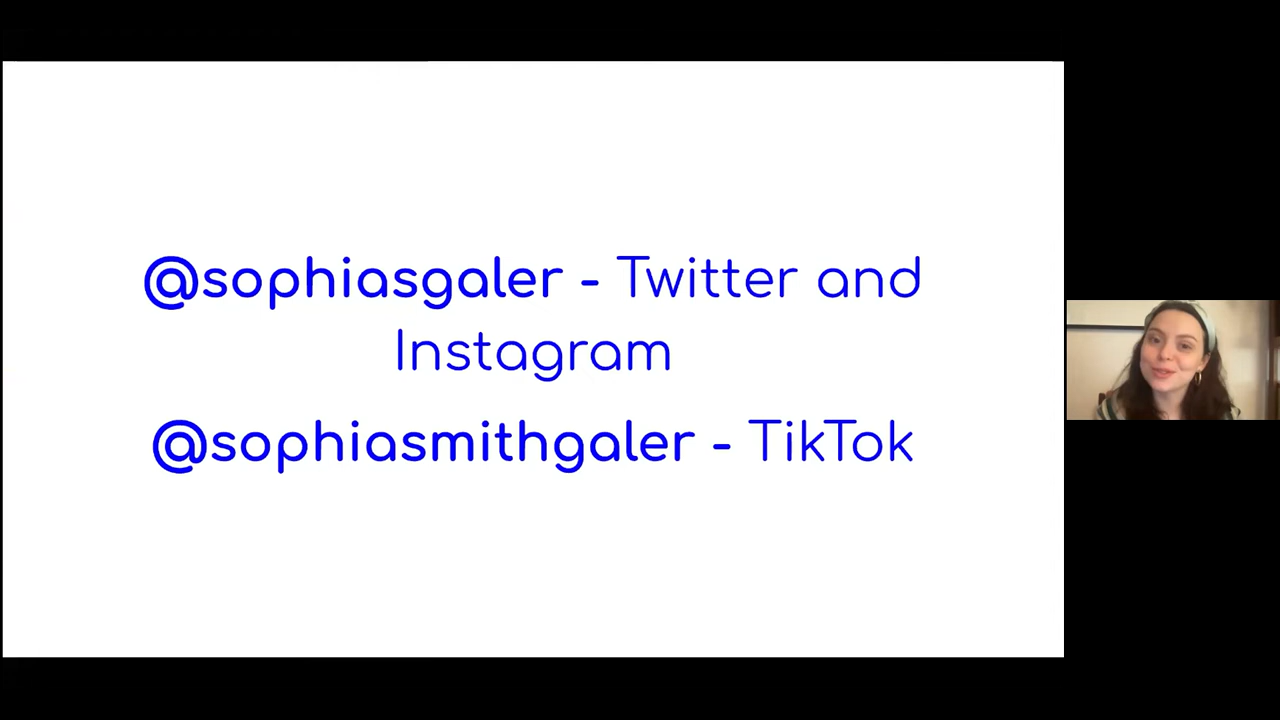 @sophiasgaler - Twitter and
Instagram
@sophiasmithgaler - TikTok